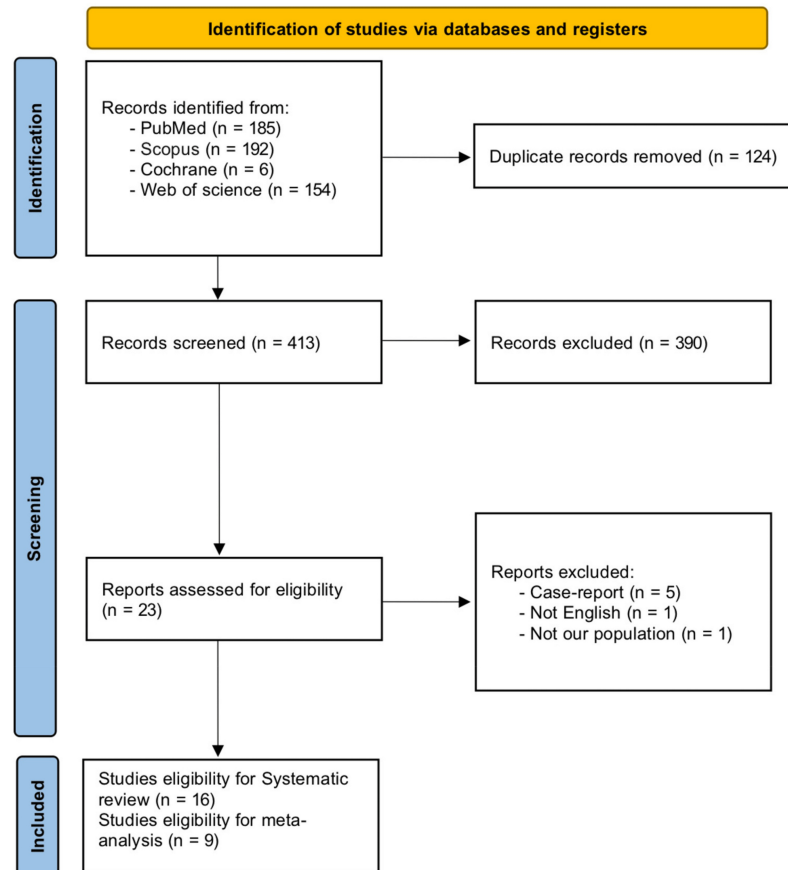 Identification of studies via databases and registers
Identification
Records identified from:
- PubMed (n = 185)
- Scopus (n = 192)
- Cochrane (n = 6)
- Web of science (n = 154)
Duplicate records removed (n = 124)
Screening
Records screened (n = 413)
Records excluded (n = 390)
Reports assessed for eligibility
(n = 23)
Reports excluded:
- Case-report (n = 5)
- Not English (n = 1)
- Not our population (n = 1)
Included
Studies eligibility for Systematic
review (n = 16)
Studies eligibility for meta-
analysis (n = 9)